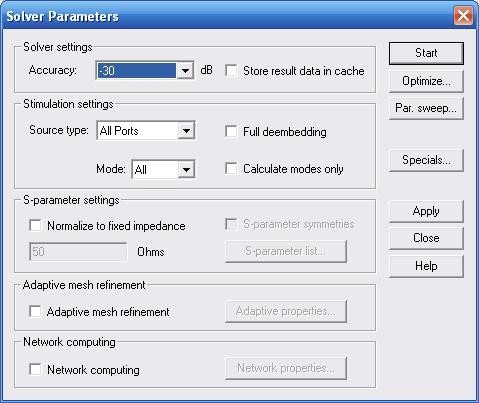 Solver Parameters
Solver settings
Accuracy: -30 dB Store result data in cache
Stimulation settings
Source type: All Ports Full deembedding
Mode: All Calculate modes only
S-parameter settings
Normalize to fixed impedance S-parameter symmetries
50 Ohms S-parameter list...
Adaptive mesh refinement
Adaptive mesh refinement Adaptive properties...
Network computing
Network computing Network properties...
Start
Optimize...
Par. sweep...
Specials...
Apply
Close
Help